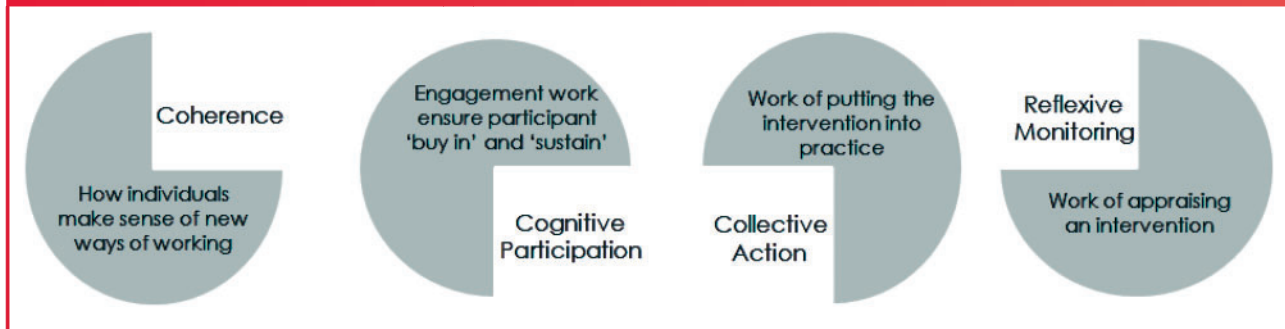 Coherence
How individuals
make sense of new
ways of working
Engagement work
ensure participant
‘buy in’ and ‘sustain’
Cognitive
Participation
Work of putting the
intervention into
practice
Collective
Action
Reflexive
Monitoring
Work of appraising
an intervention